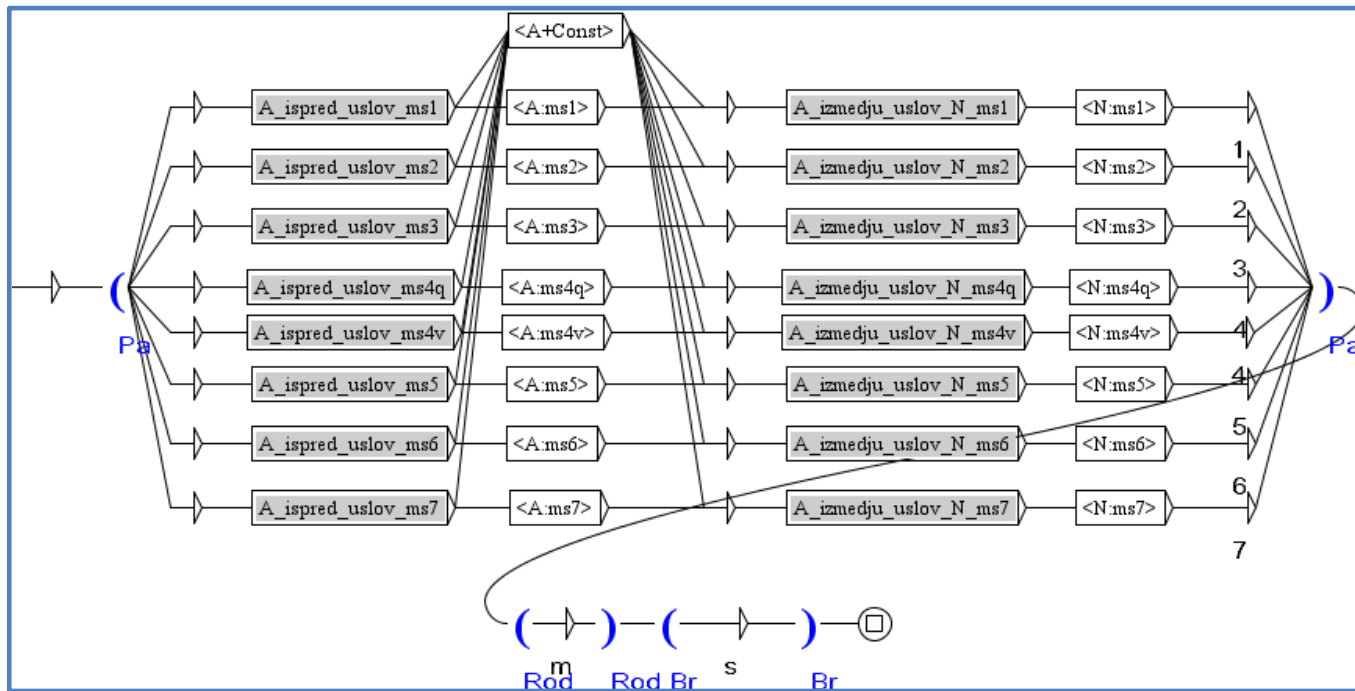 <A+Const>
A_ispred_uslov_ms1 <A:ms1> A_izmedju_uslov_N_ms1 <N:ms1>
1
A_ispred_uslov_ms2 <A:ms2> A_izmedju_uslov_N_ms2 <N:ms2>
2
A_ispred_uslov_ms3 <A:ms3> A_izmedju_uslov_N_ms3 <N:ms3>
3
( A_ispred_uslov_ms4q <A:ms4q> A_izmedju_uslov_N_ms4q <N:ms4q> )
4
Pa A_ispred_uslov_ms4v <A:ms4v> A_izmedju_uslov_N_ms4v <N:ms4v> Pa
4
A_ispred_uslov_ms5 <A:ms5> A_izmedju_uslov_N_ms5 <N:ms5>
5
A_ispred_uslov_ms6 <A:ms6> A_izmedju_uslov_N_ms6 <N:ms6>
6
A_ispred_uslov_ms7 <A:ms7> A_izmedju_uslov_N_ms7 <N:ms7>
7
( ) ( )
m s
Rod Rod Br Br